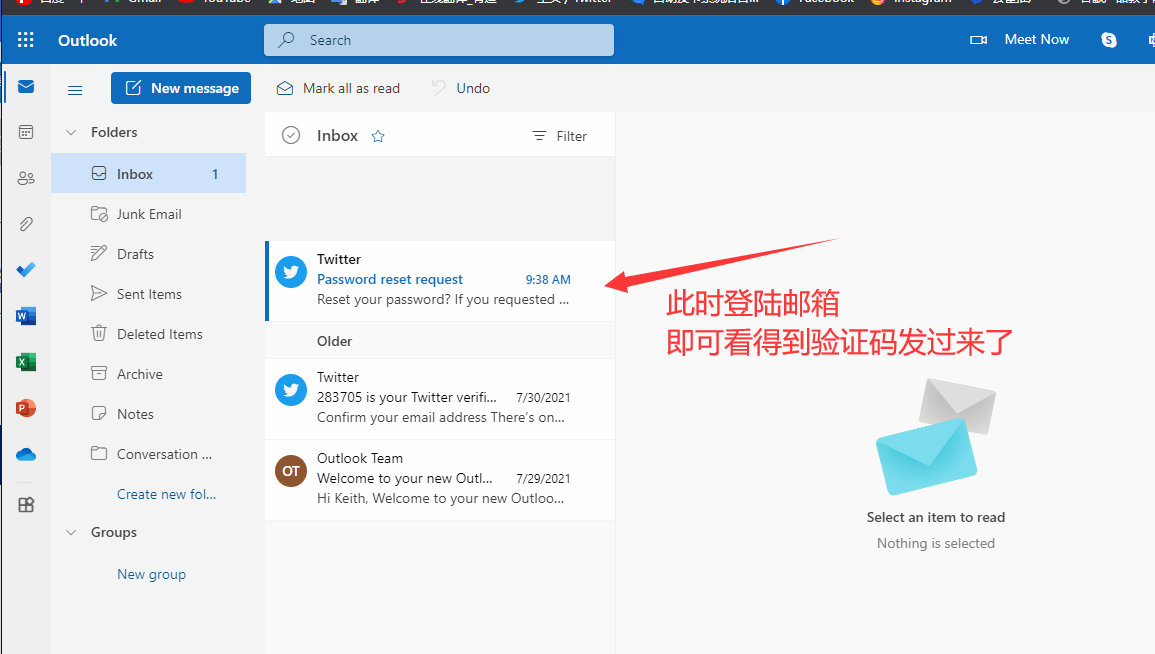 Gmail
YouTube
Facebook
Instagram
Outlook
Search
Meet Now
New message
Mark all as read
Undo
Folders
Inbox
Filter
Inbox 1
Junk Email
Drafts
Sent Items
Deleted Items
Archive
Notes
Conversation ...
Create new fol...
Groups
New group
Twitter
Password reset request 9:38 AM
Reset your password? If you requested ...
Older
Twitter
283705 is your Twitter verifi... 7/30/2021
Confirm your email address There's on...
OT
Outlook Team
Welcome to your new Outl... 7/29/2021
Hi Keith, Welcome to your new Outloo...
此时登陆邮箱
即可看得到验证码发过来了
Select an item to read
Nothing is selected